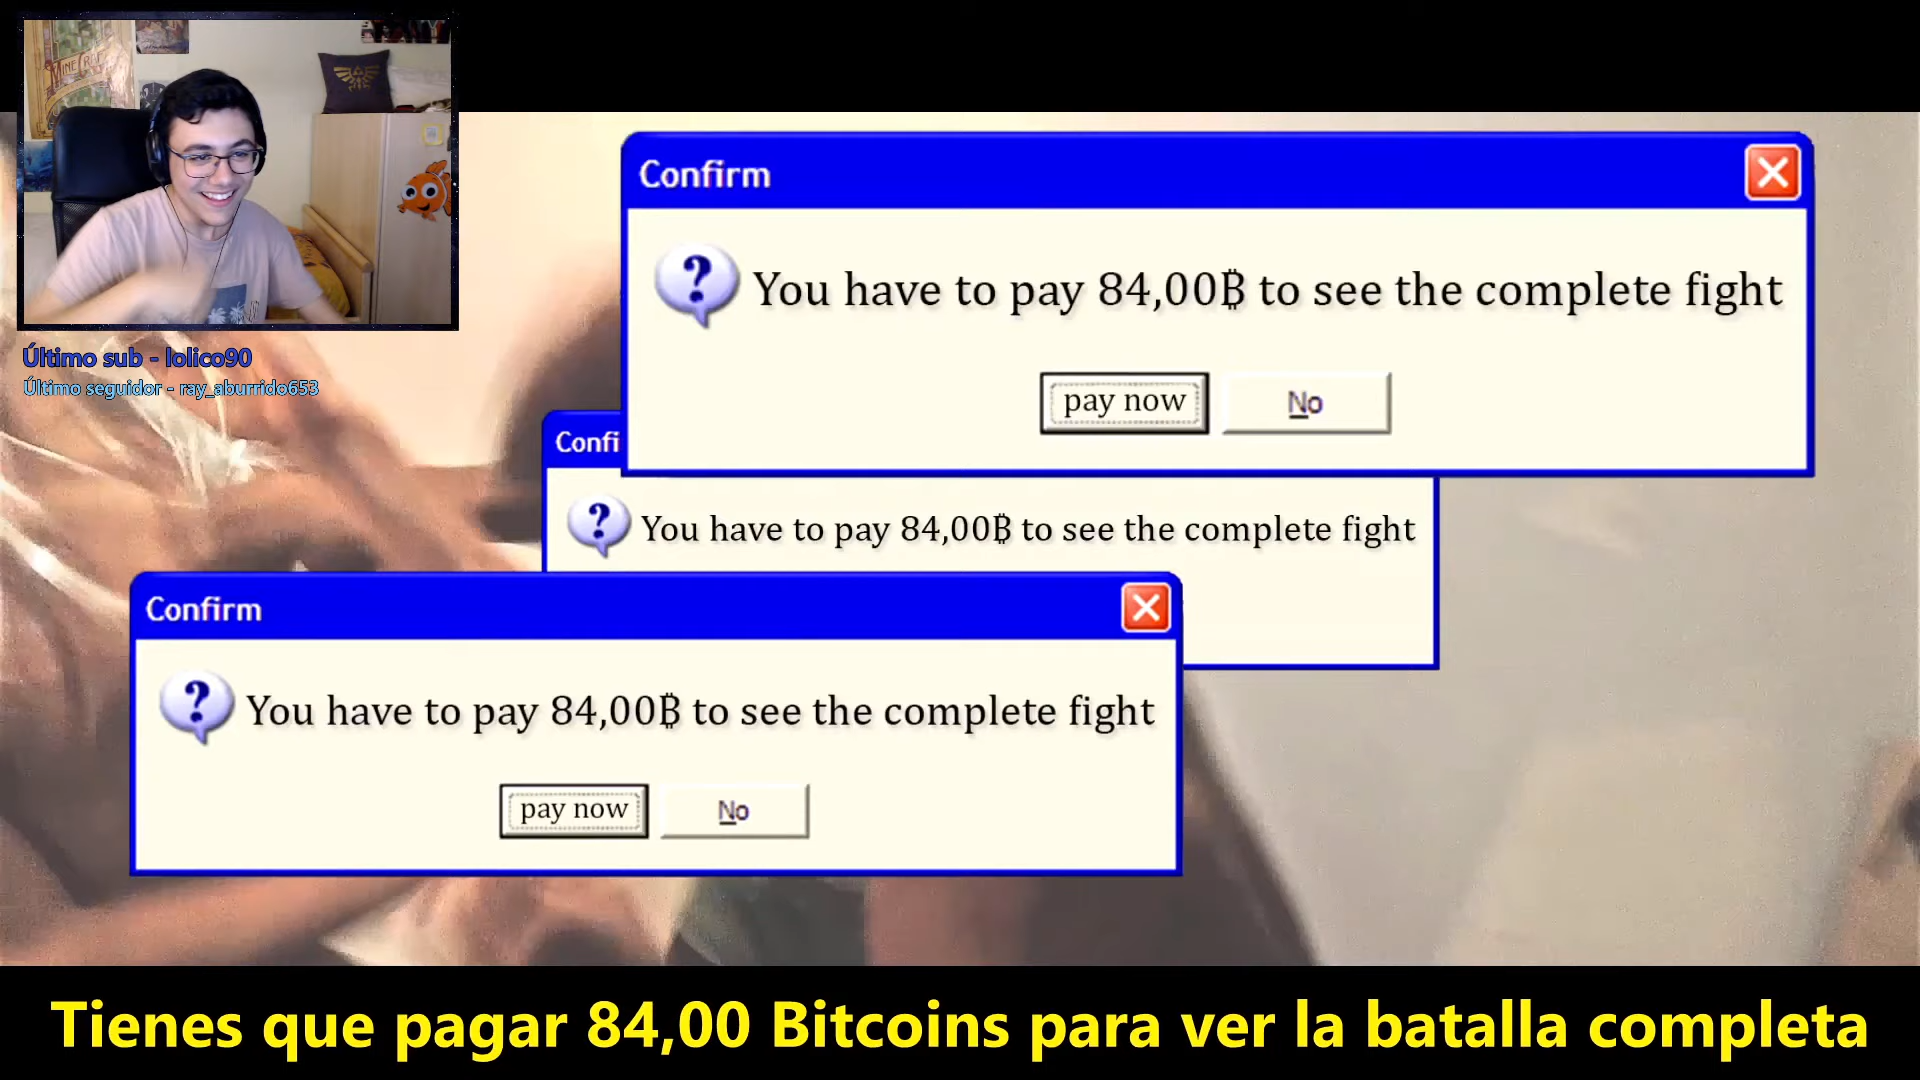 MINECRAF
Último sub - lolico90
Último seguidor - ray_aburrido653
Confirm
You have to pay 84,00₿ to see the complete fight
pay now
No
Confi
You have to pay 84,00₿ to see the complete fight
Confirm
You have to pay 84,00₿ to see the complete fight
pay now
No
Tienes que pagar 84,00 Bitcoins para ver la batalla completa